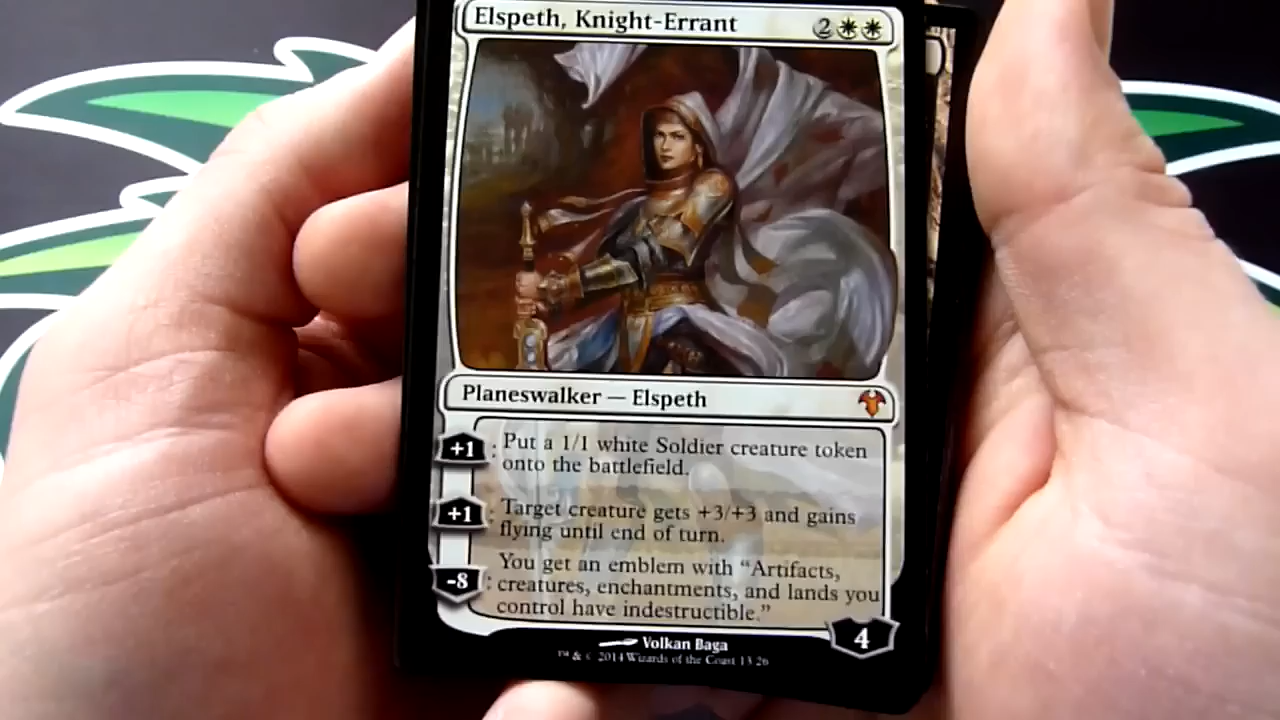 Elspeth, Knight-Errant 2
Planeswalker — Elspeth
+1 : Put a 1/1 white Soldier creature token
onto the battlefield.
+1 : Target creature gets +3/+3 and gains
flying until end of turn.
You get an emblem with “Artifacts,
-8 : creatures, enchantments, and lands you
control have indestructible.”
4
Volkan Baga
™ & © 2014 Wizards of the Coast 13/26